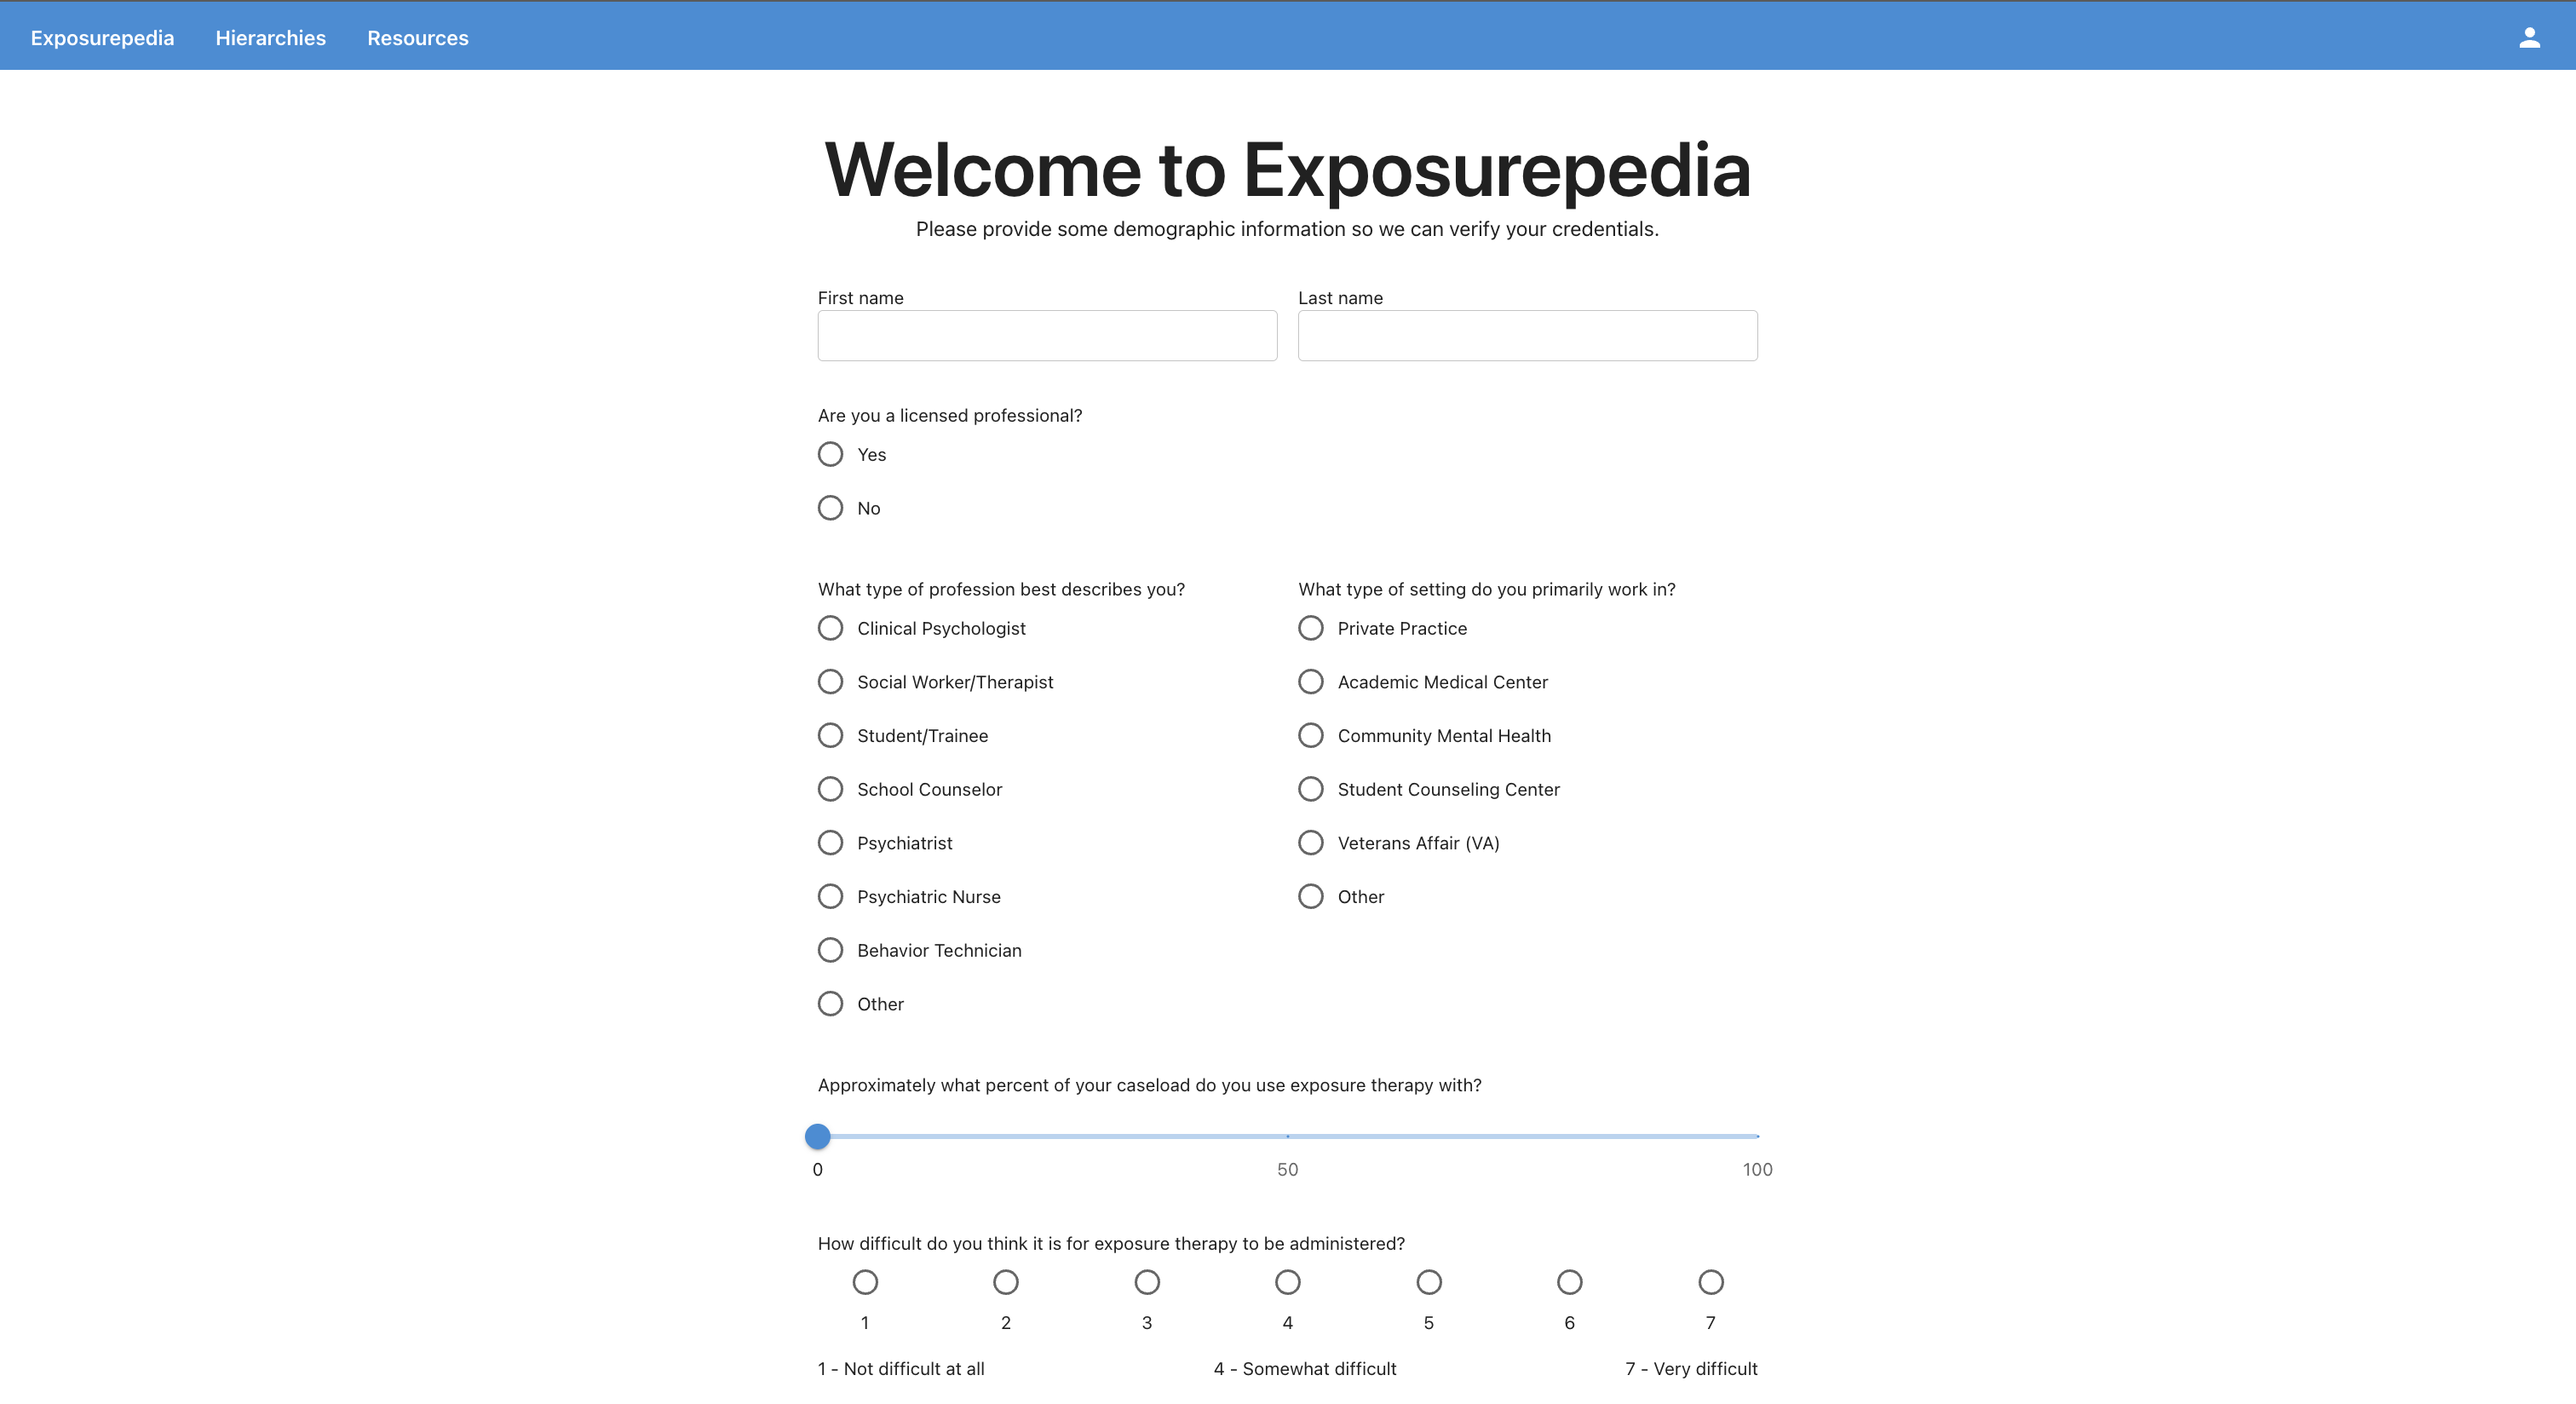 Exposurepedia Hierarchies Resources
Welcome to Exposurepedia
Please provide some demographic information so we can verify your credentials.
First name
Last name
Are you a licensed professional?
Yes
No
What type of profession best describes you?
Clinical Psychologist
Social Worker/Therapist
Student/Trainee
School Counselor
Psychiatrist
Psychiatric Nurse
Behavior Technician
Other
What type of setting do you primarily work in?
Private Practice
Academic Medical Center
Community Mental Health
Student Counseling Center
Veterans Affair (VA)
Other
Approximately what percent of your caseload do you use exposure therapy with?
0 50 100
How difficult do you think it is for exposure therapy to be administered?
1 2 3 4 5 6 7
1 - Not difficult at all 4 - Somewhat difficult 7 - Very difficult